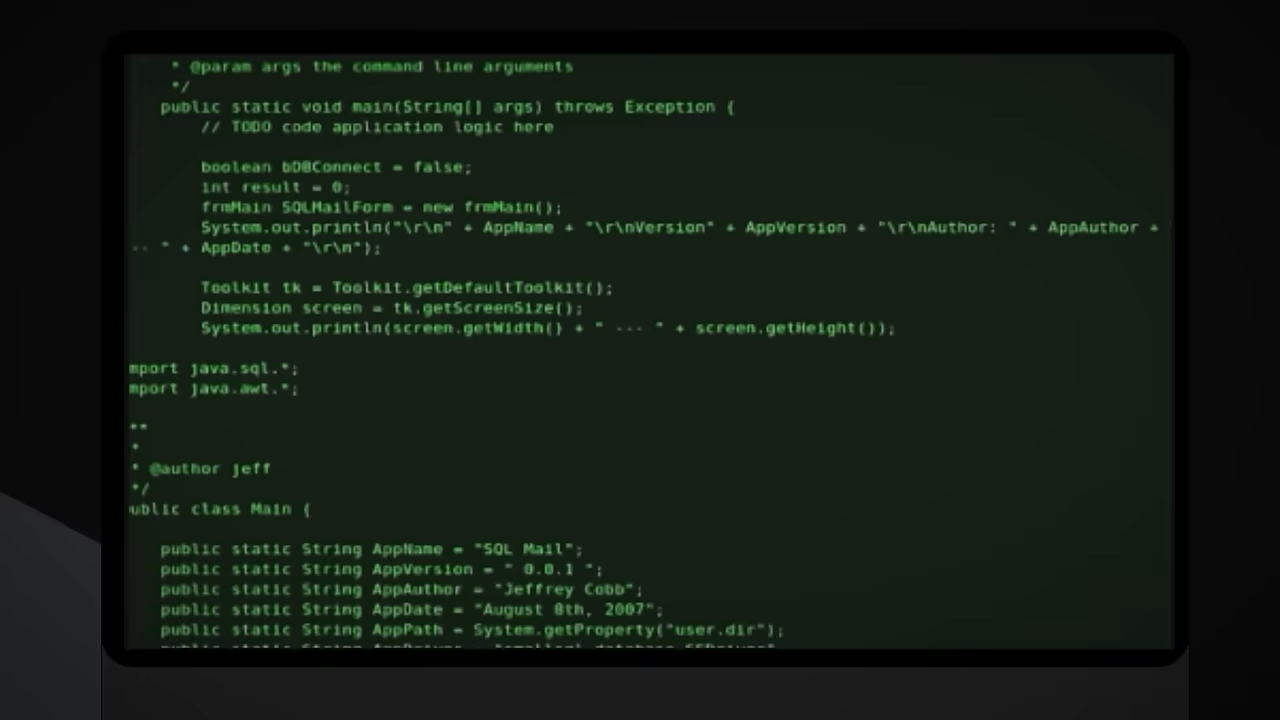 * @param args the command line arguments
*/
public static void main(String[] args) throws Exception {
// TODO code application logic here
boolean bDBConnect = false;
int result = 0;
frmMain SQLMailForm = new frmMain();
System.out.println("\r\n" + AppName + "\r\nVersion" + AppVersion + "\r\nAuthor: " + AppAuthor +
-- " + AppDate + "\r\n");
Toolkit tk = Toolkit.getDefaultToolkit();
Dimension screen = tk.getScreenSize();
System.out.println(screen.getWidth() + " --- " + screen.getHeight());
mport java.sql.*;
mport java.awt.*;
**
*
* @author jeff
*/
ublic class Main {
public static String AppName = "SQL Mail";
public static String AppVersion = " 0.0.1 ";
public static String AppAuthor = "Jeffrey Cobb";
public static String AppDate = "August 8th, 2007";
public static String AppPath = System.getProperty("user.dir");
public static String AppDriver =